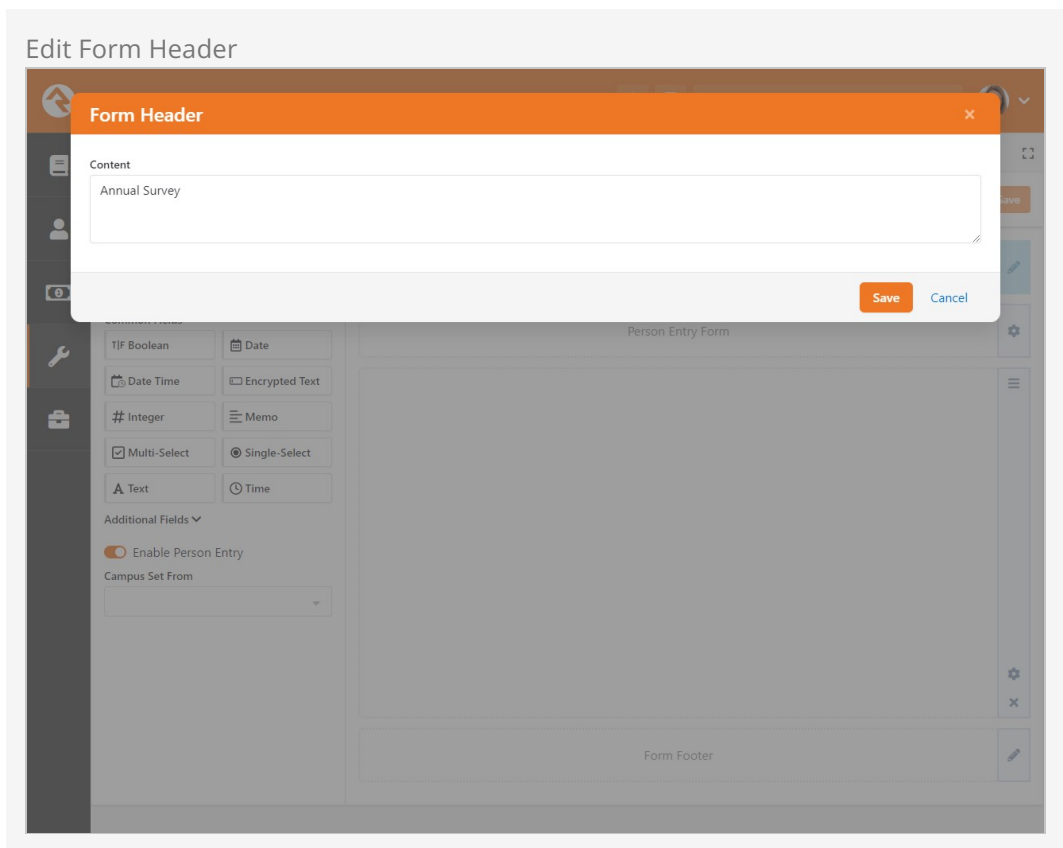 Edit Form Header
Form Header
Content
Annual Survey
Save
Save
Cancel
Person Entry Form
T|F Boolean
Date
Date Time
Encrypted Text
# Integer
Memo
Multi-Select
Single-Select
A Text
Time
Additional Fields
Enable Person Entry
Campus Set From
Form Footer